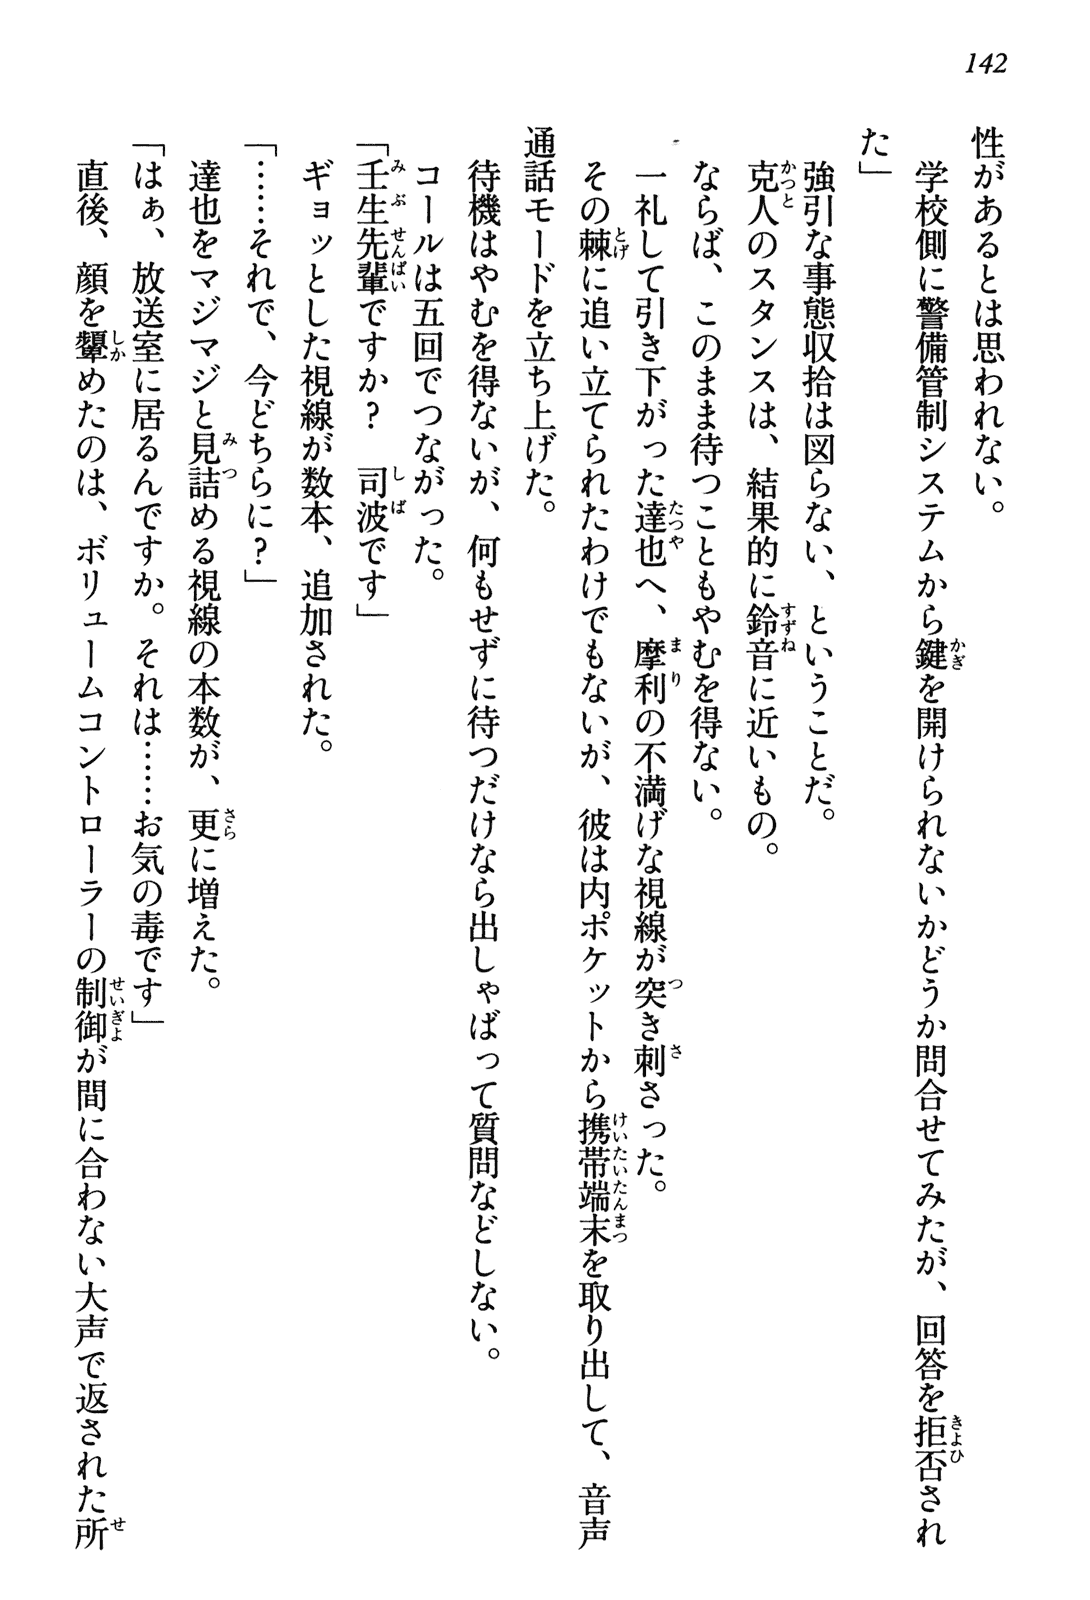 142
性があるとは思われない。
　学校側に警備管制システムから鍵を開けられないかどうか問合せてみたが、回答を拒否され
た」
　強引な事態収拾は図らない、ということだ。
　克人のスタンスは、結果的に鈴音に近いもの。
　ならば、このまま待つこともやむを得ない。
　一礼して引き下がった達也へ、摩利の不満げな視線が突き刺さった。
　その棘に追い立てられたわけでもないが、彼は内ポケットから携帯端末を取り出して、音声
通話モードを立ち上げた。
　待機はやむを得ないが、何もせずに待つだけなら出しゃばって質問などしない。
　コールは五回でつながった。
「壬生先輩ですか？　司波です」
　ギョッとした視線が数本、追加された。
「……それで、今どちらに？」
　達也をマジマジと見詰める視線の本数が、更に増えた。
「はぁ、放送室に居るんですか。それは……お気の毒です」
　直後、顔を顰めたのは、ボリュームコントローラーの制御が間に合わない大声で返された所